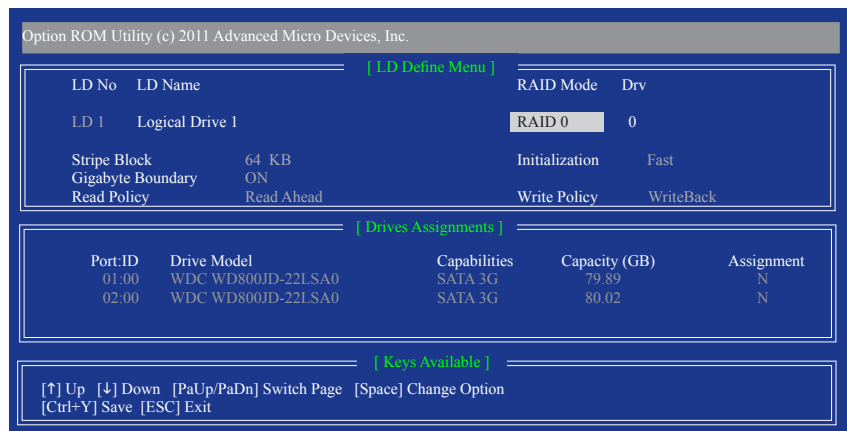 Option ROM Utility (c) 2011 Advanced Micro Devices, Inc.
[ LD Define Menu ]
LD No LD Name RAID Mode Drv
LD 1 Logical Drive 1 RAID 0 0
Stripe Block 64 KB Initialization Fast
Gigabyte Boundary ON
Read Policy Read Ahead Write Policy WriteBack
[ Drives Assignments ]
Port:ID Drive Model Capabilities Capacity (GB) Assignment
01:00 WDC WD800JD-22LSA0 SATA 3G 79.89 N
02:00 WDC WD800JD-22LSA0 SATA 3G 80.02 N
[ Keys Available ]
[↑] Up [↓] Down [PaUp/PaDn] Switch Page [Space] Change Option
[Ctrl+Y] Save [ESC] Exit